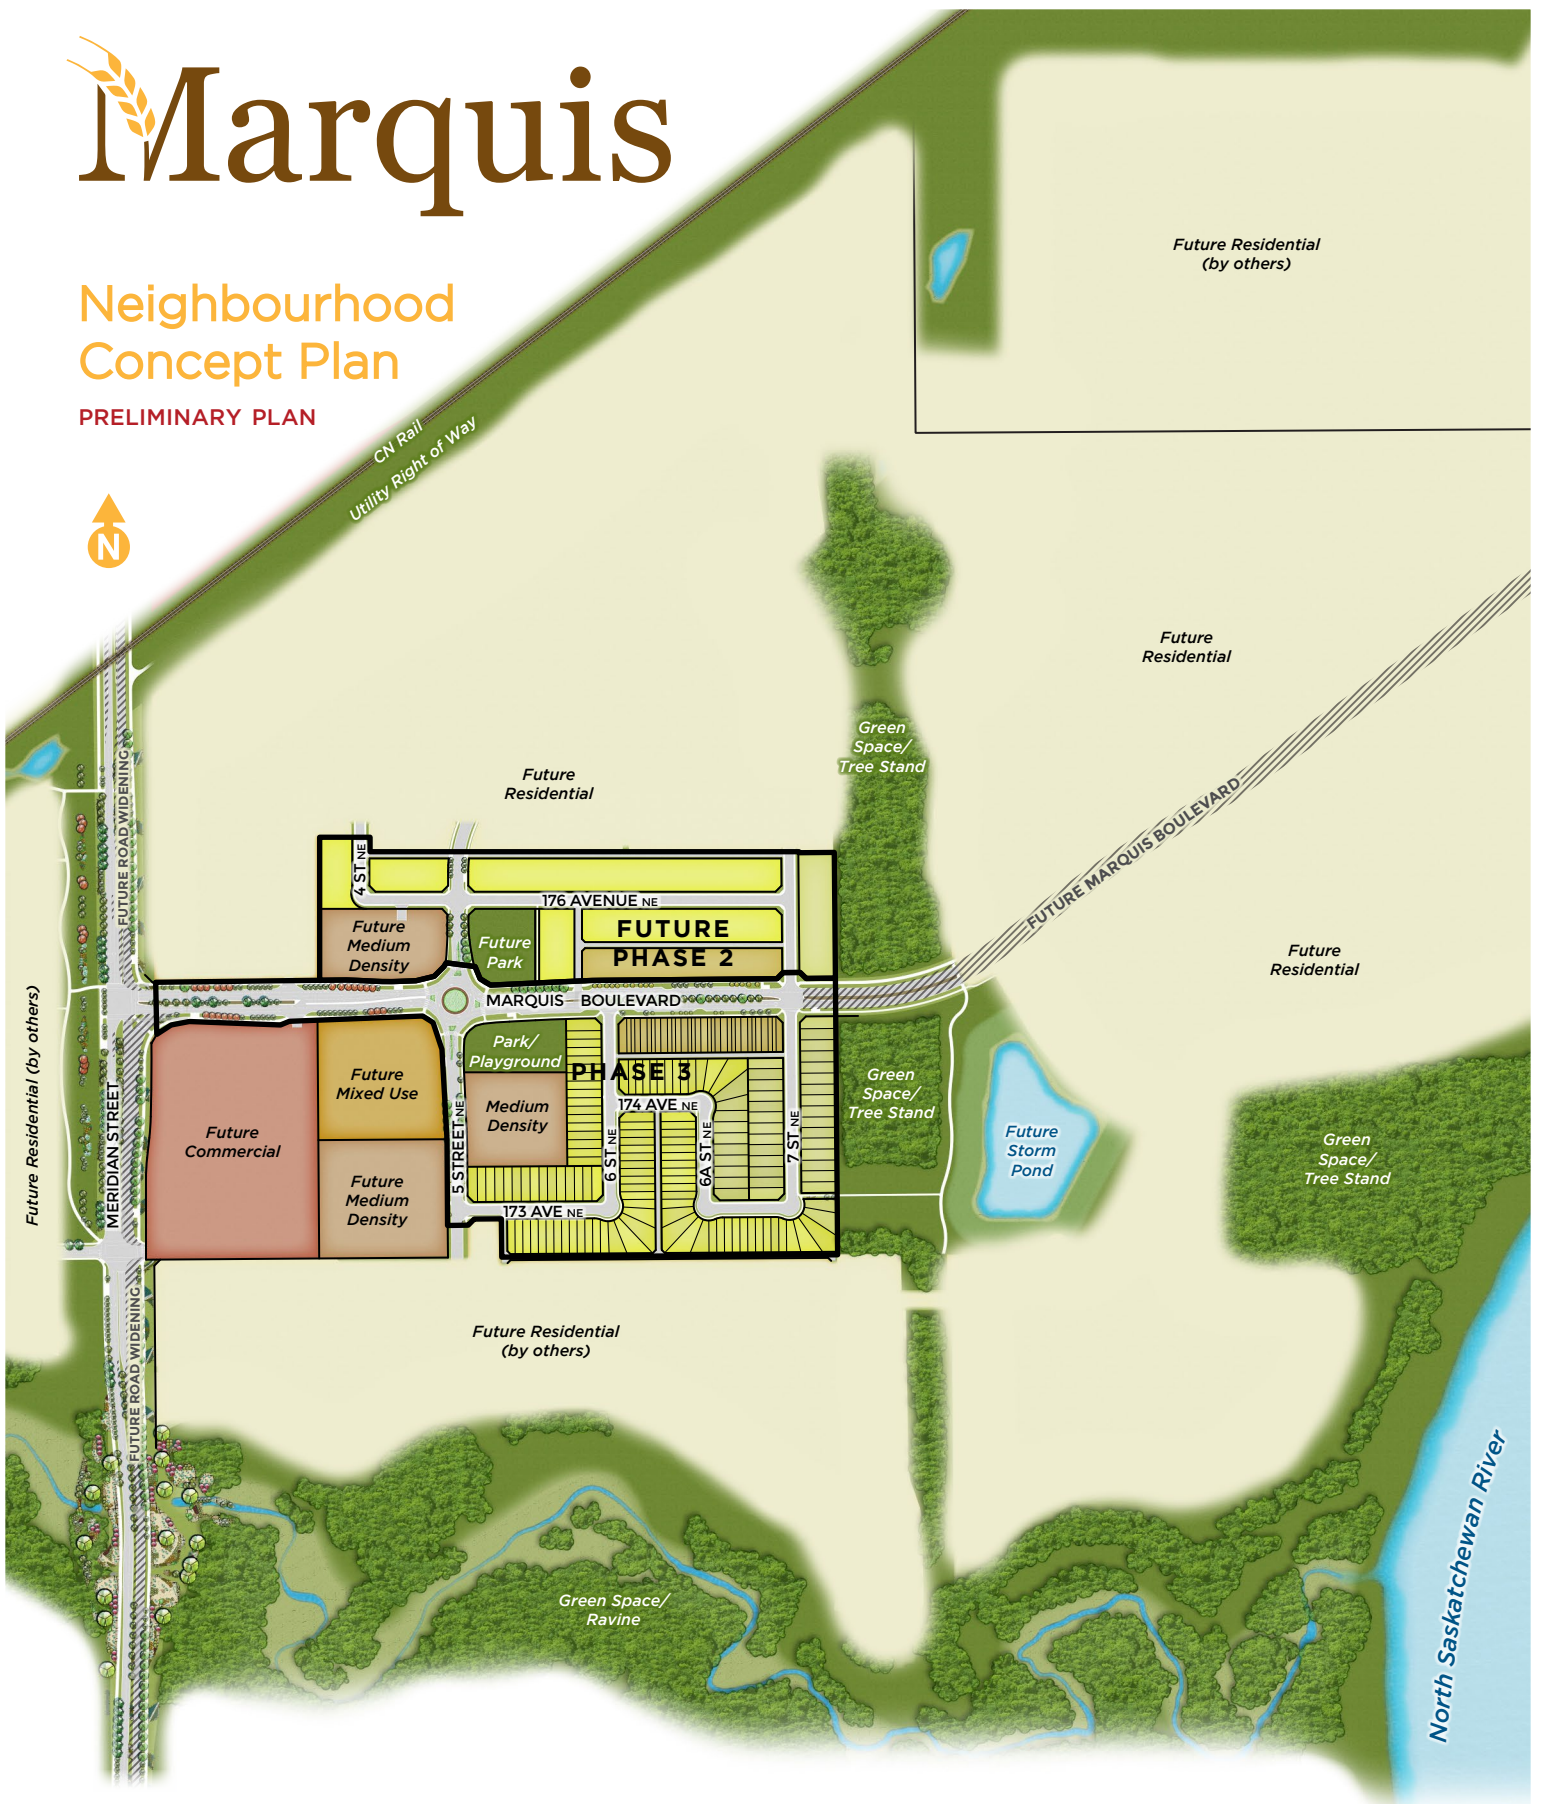 Marquis
Neighbourhood
Concept Plan
PRELIMINARY PLAN
N
CN Rail
Utility Right of Way
Future Residential
(by others)
Future
Residential
Green
Space/
Tree Stand
Future
Residential
FUTURE ROAD WIDENING
FUTURE MARQUIS BOULEVARD
4 ST NE
176 AVENUE NE
Future
Medium
Density
Future
Park
FUTURE
PHASE 2
Future
Residential
MARQUIS BOULEVARD
Future Residential (by others)
MERIDIAN STREET
Future
Commercial
Future
Mixed Use
Future
Medium
Density
Park/
Playground
PHASE 3
Medium
Density
5 STREET NE
6 ST NE
174 AVE NE
6A ST NE
7 ST NE
173 AVE NE
Green
Space/
Tree Stand
Future
Storm
Pond
Green
Space/
Tree Stand
FUTURE ROAD WIDENING
Future Residential
(by others)
Green Space/
Ravine
North Saskatchewan River